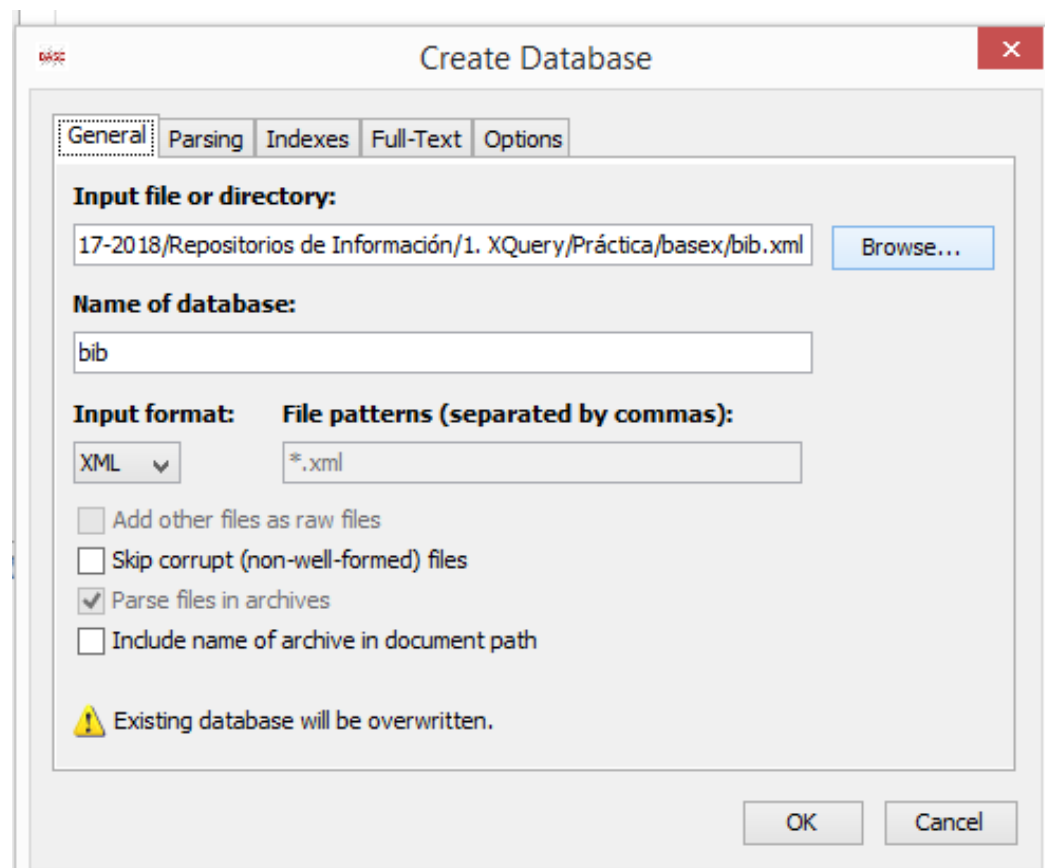 BASE
Create Database
General Parsing Indexes Full-Text Options
Input file or directory:
17-2018/Repositorios de Información/1. XQuery/Práctica/basex/bib.xml Browse...
Name of database:
bib
Input format: File patterns (separated by commas):
XML *.xml
Add other files as raw files
Skip corrupt (non-well-formed) files
Parse files in archives
Include name of archive in document path
Existing database will be overwritten.
OK Cancel